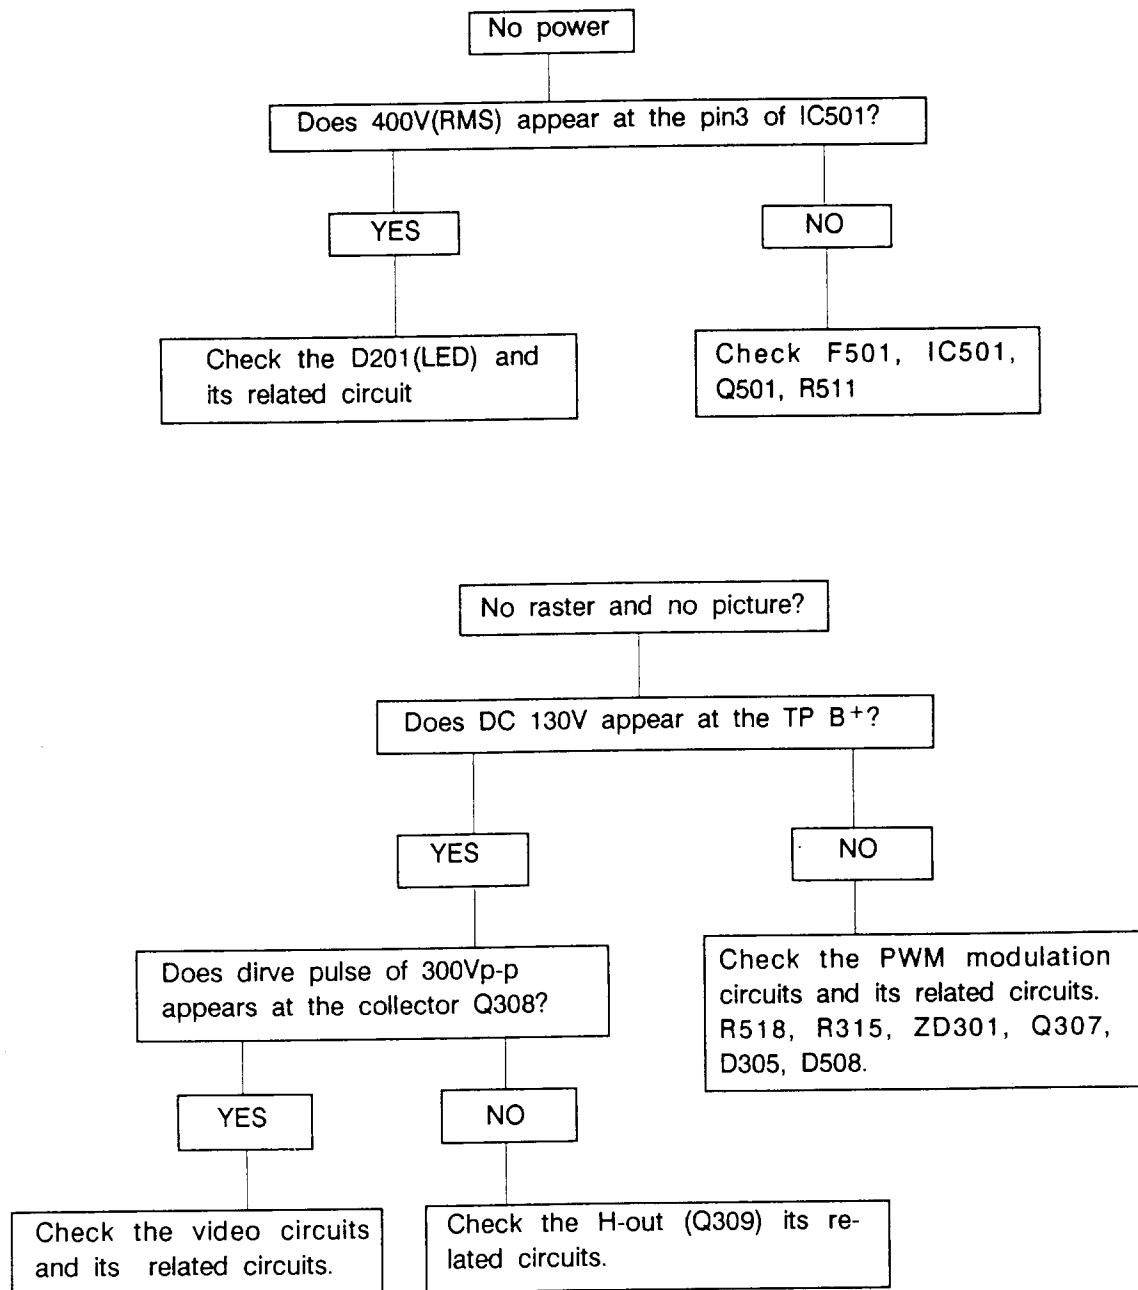 No power
Does 400V(RMS) appear at the pin3 of IC501?
YES
NO
Check the D201(LED) and
its related circuit
Check F501, IC501,
Q501, R511
No raster and no picture?
Does DC 130V appear at the TP B+?
YES
NO
Does dirve pulse of 300Vp-p
appears at the collector Q308?
Check the PWM modulation
circuits and its related circuits.
R518, R315, ZD301, Q307,
D305, D508.
YES
NO
Check the video circuits
and its related circuits.
Check the H-out (Q309) its re-
lated circuits.